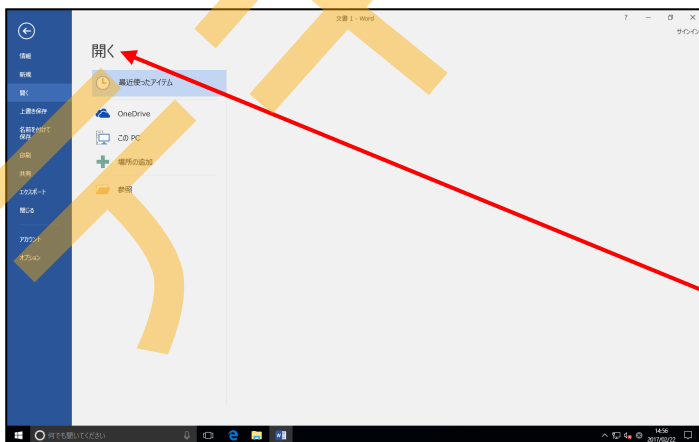 文書 1 - Word
? − サインイン
情報
新規
開く
上書き保存
名前を付けて
保存
印刷
共有
エクスポート
閉じる
アカウント
オプション
開く
最近使ったアイテム
OneDrive
この PC
場所の追加
参照
何でも聞いてください
14:56
2017/02/22